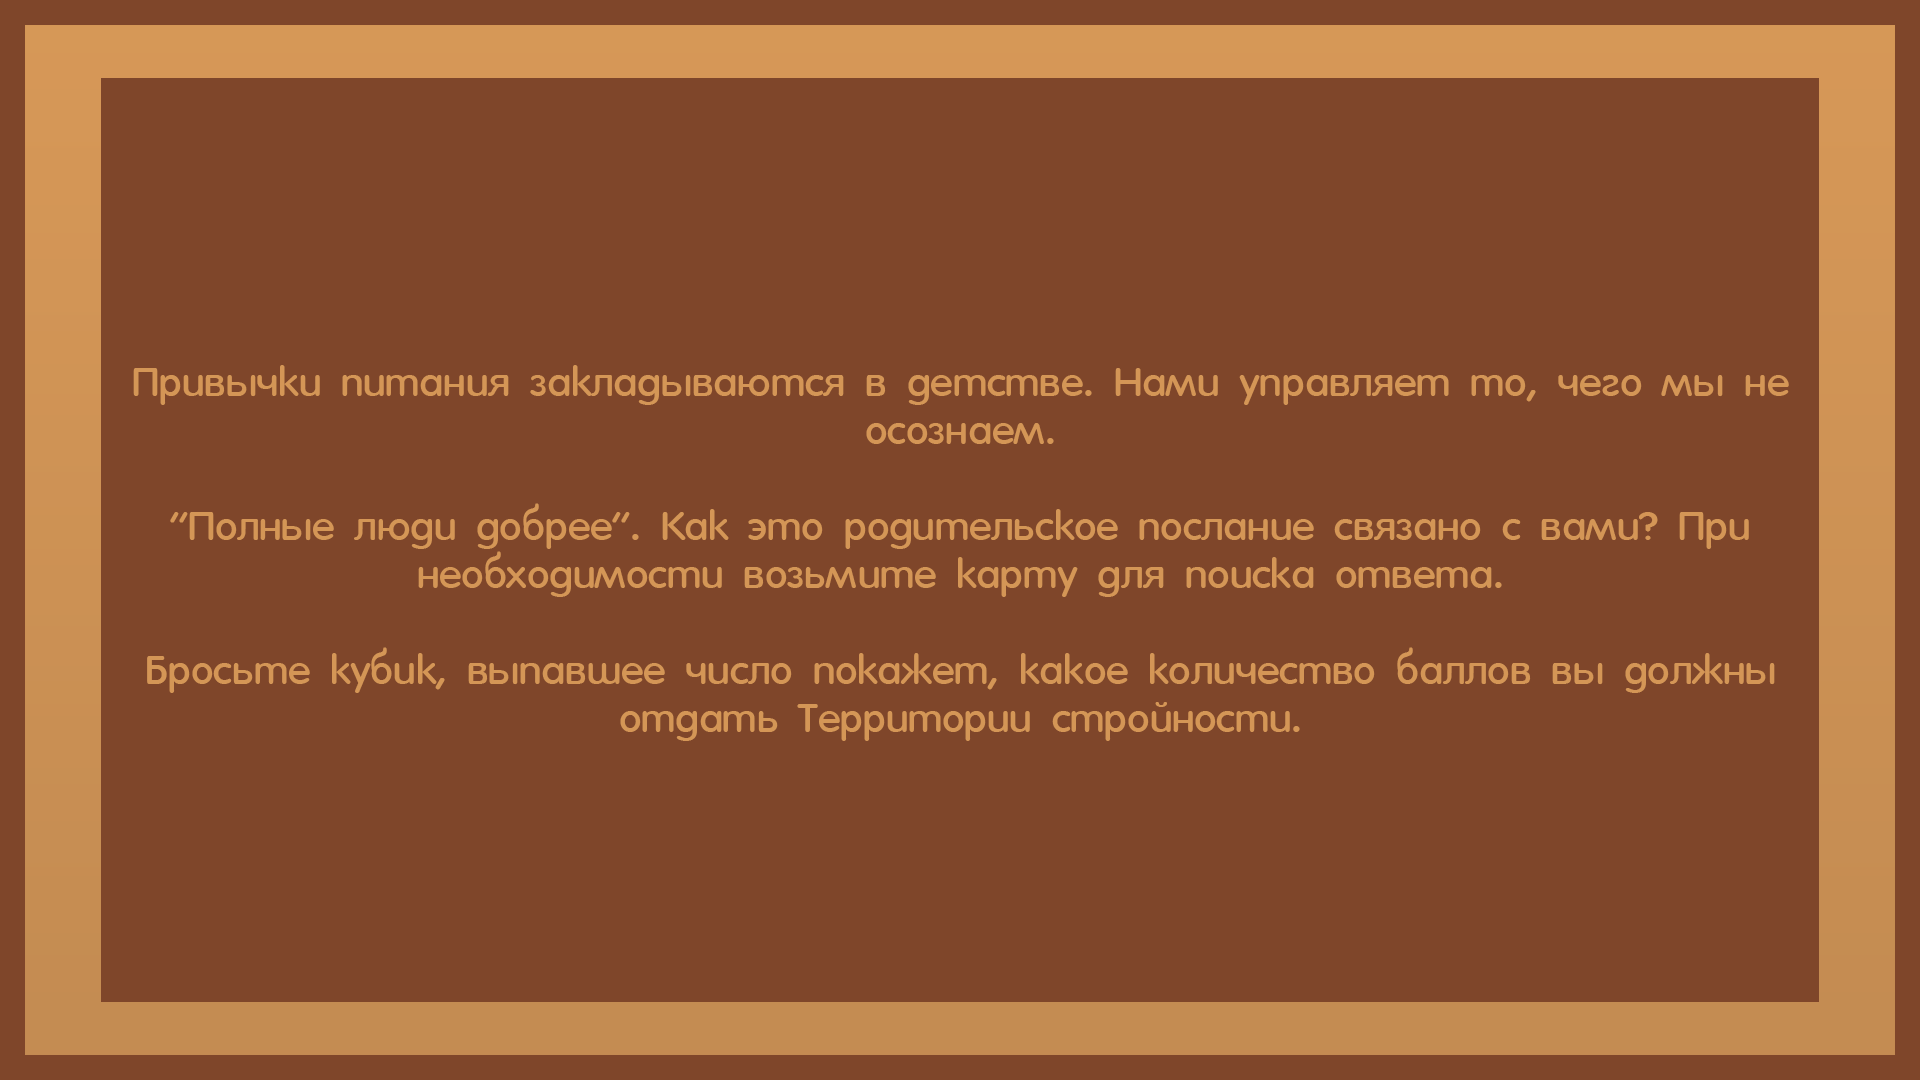 Привычки питания закладываются в детстве. Нами управляет то, чего мы не
осознаем.
"Полные люди добрее". Как это родительское послание связано с вами? При
необходимости возьмите карту для поиска ответа.
Бросьте кубик, выпавшее число покажет, какое количество баллов вы должны
отдать Территории стройности.